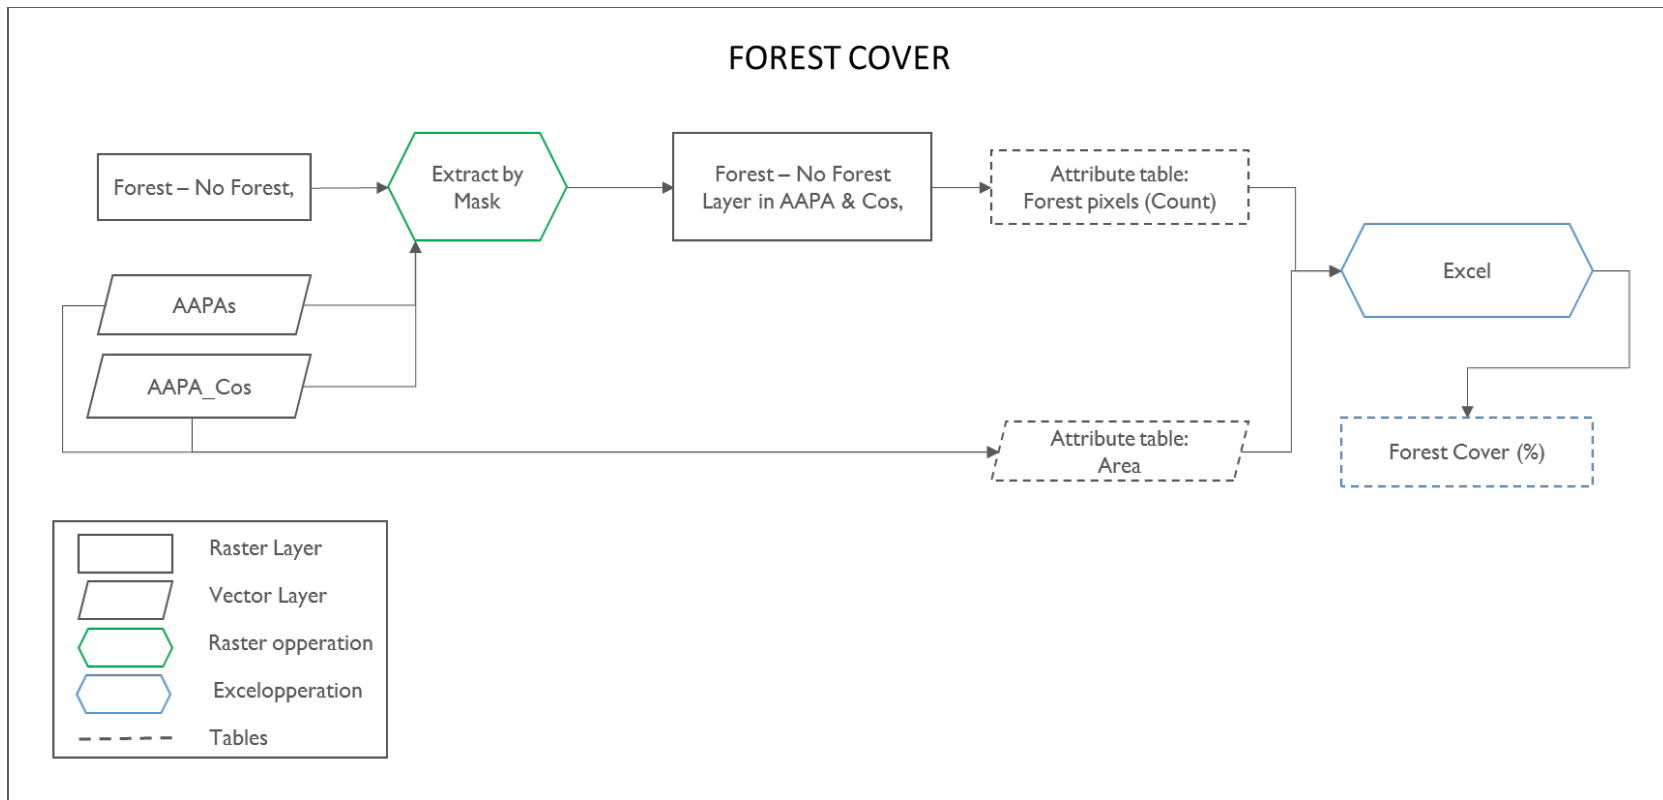 FOREST COVER
Forest – No Forest,
Extract by
Mask
Forest – No Forest
Layer in AAPA & Cos,
Attribute table:
Forest pixels (Count)
Excel
AAPAs
AAPA_Cos
Attribute table:
Area
Forest Cover (%)
Raster Layer
Vector Layer
Raster opperation
Excelopperation
Tables